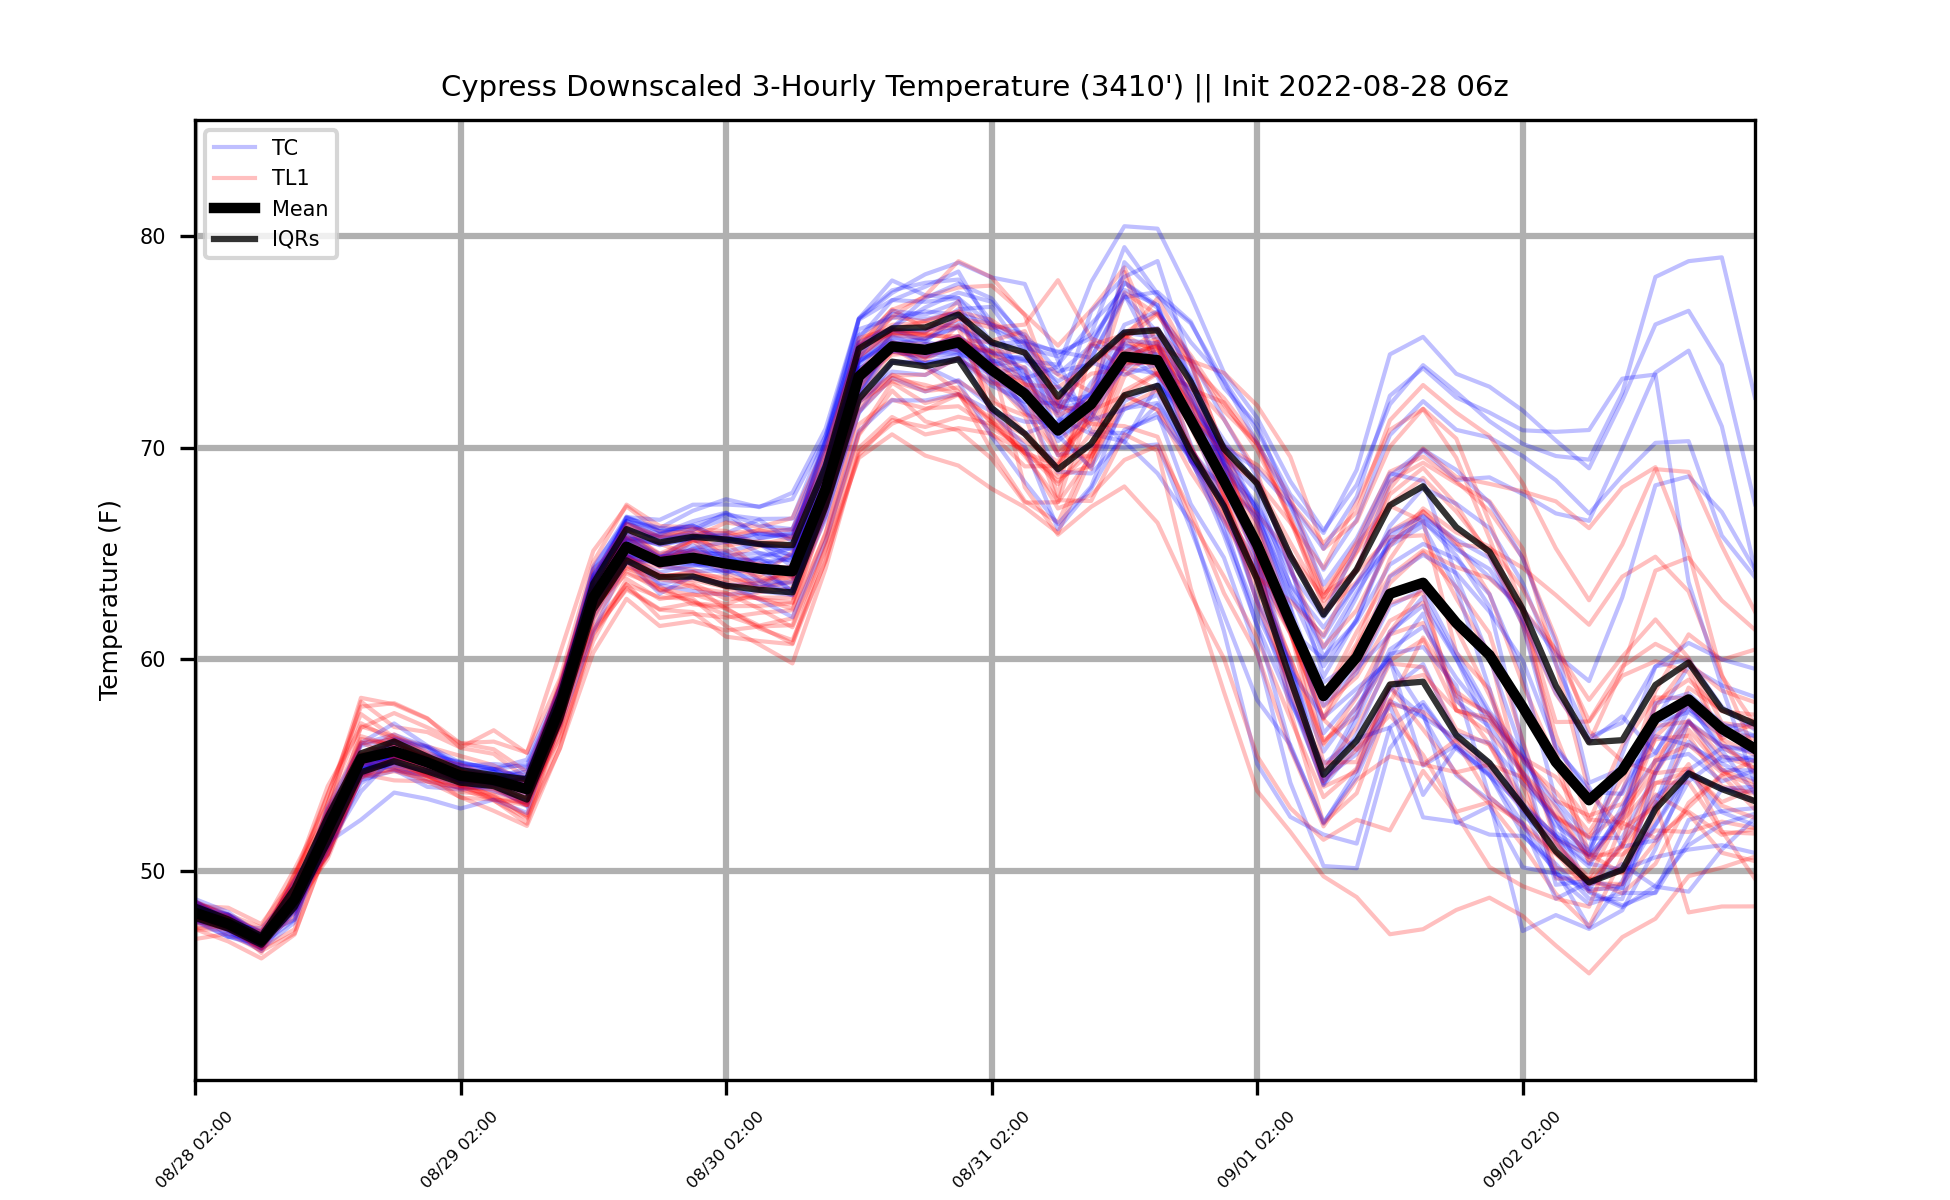 Cypress Downscaled 3-Hourly Temperature (3410') || Init 2022-08-28 06z
TC
TL1
Mean
IQRs
Temperature (F)
80
70
60
50
08/28 02:00
08/29 02:00
08/30 02:00
08/31 02:00
09/01 02:00
09/02 02:00